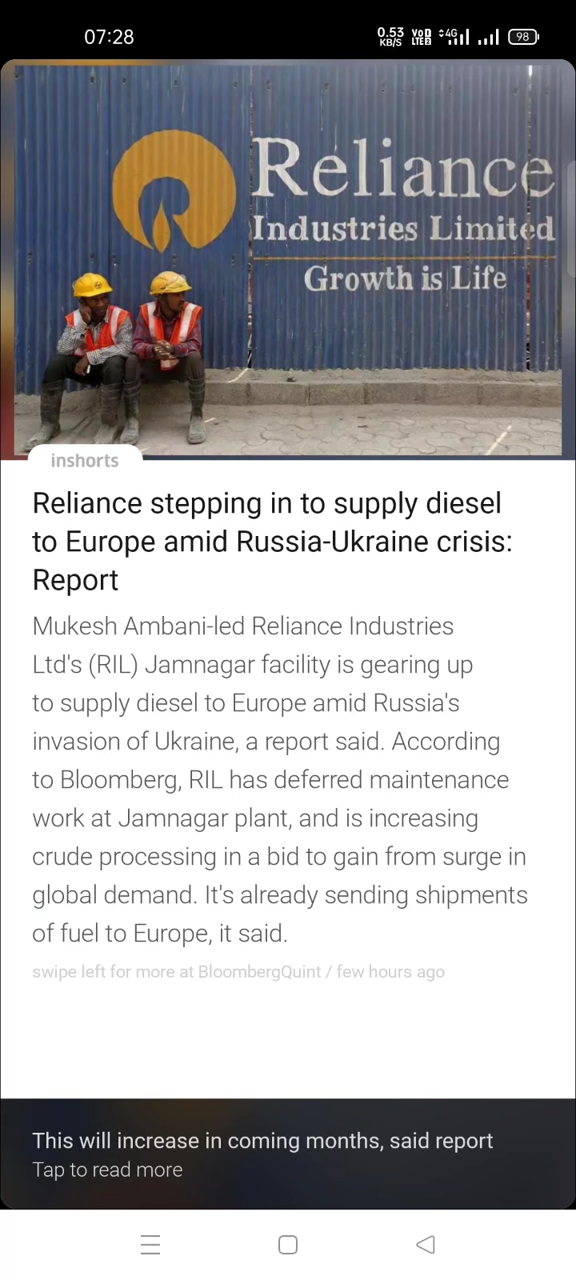 07:28
0.53 KB/S VoD LTE2 4G 98
Reliance
Industries Limited
Growth is Life
inshorts
Reliance stepping in to supply diesel
to Europe amid Russia-Ukraine crisis:
Report
Mukesh Ambani-led Reliance Industries
Ltd's (RIL) Jamnagar facility is gearing up
to supply diesel to Europe amid Russia's
invasion of Ukraine, a report said. According
to Bloomberg, RIL has deferred maintenance
work at Jamnagar plant, and is increasing
crude processing in a bid to gain from surge in
global demand. It's already sending shipments
of fuel to Europe, it said.
swipe left for more at BloombergQuint / few hours ago
This will increase in coming months, said report
Tap to read more